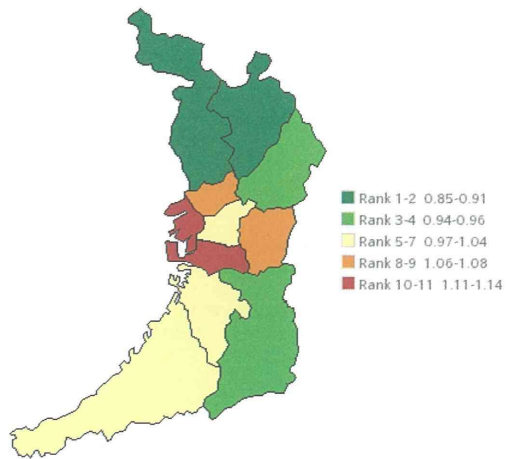 Rank 1-2 0.85-0.91
Rank 3-4 0.94-0.96
Rank 5-7 0.97-1.04
Rank 8-9 1.06-1.08
Rank 10-11 1.11-1.14